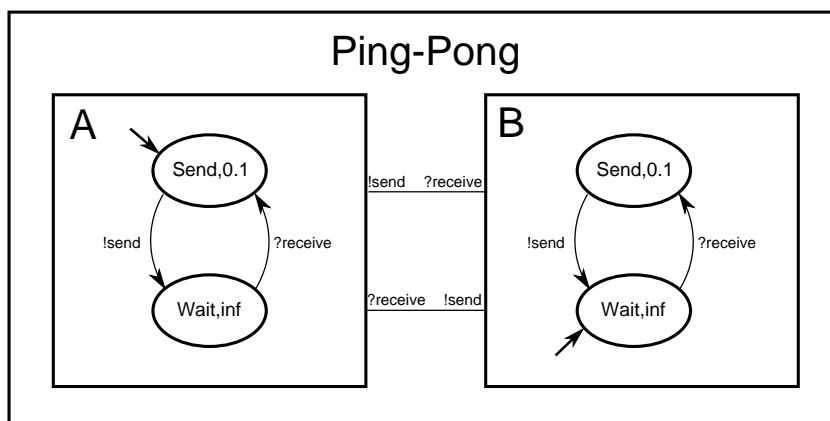 Ping-Pong
A
Send,0.1
!send
?receive
Wait,inf
!send ?receive
?receive !send
B
Send,0.1
!send
?receive
Wait,inf